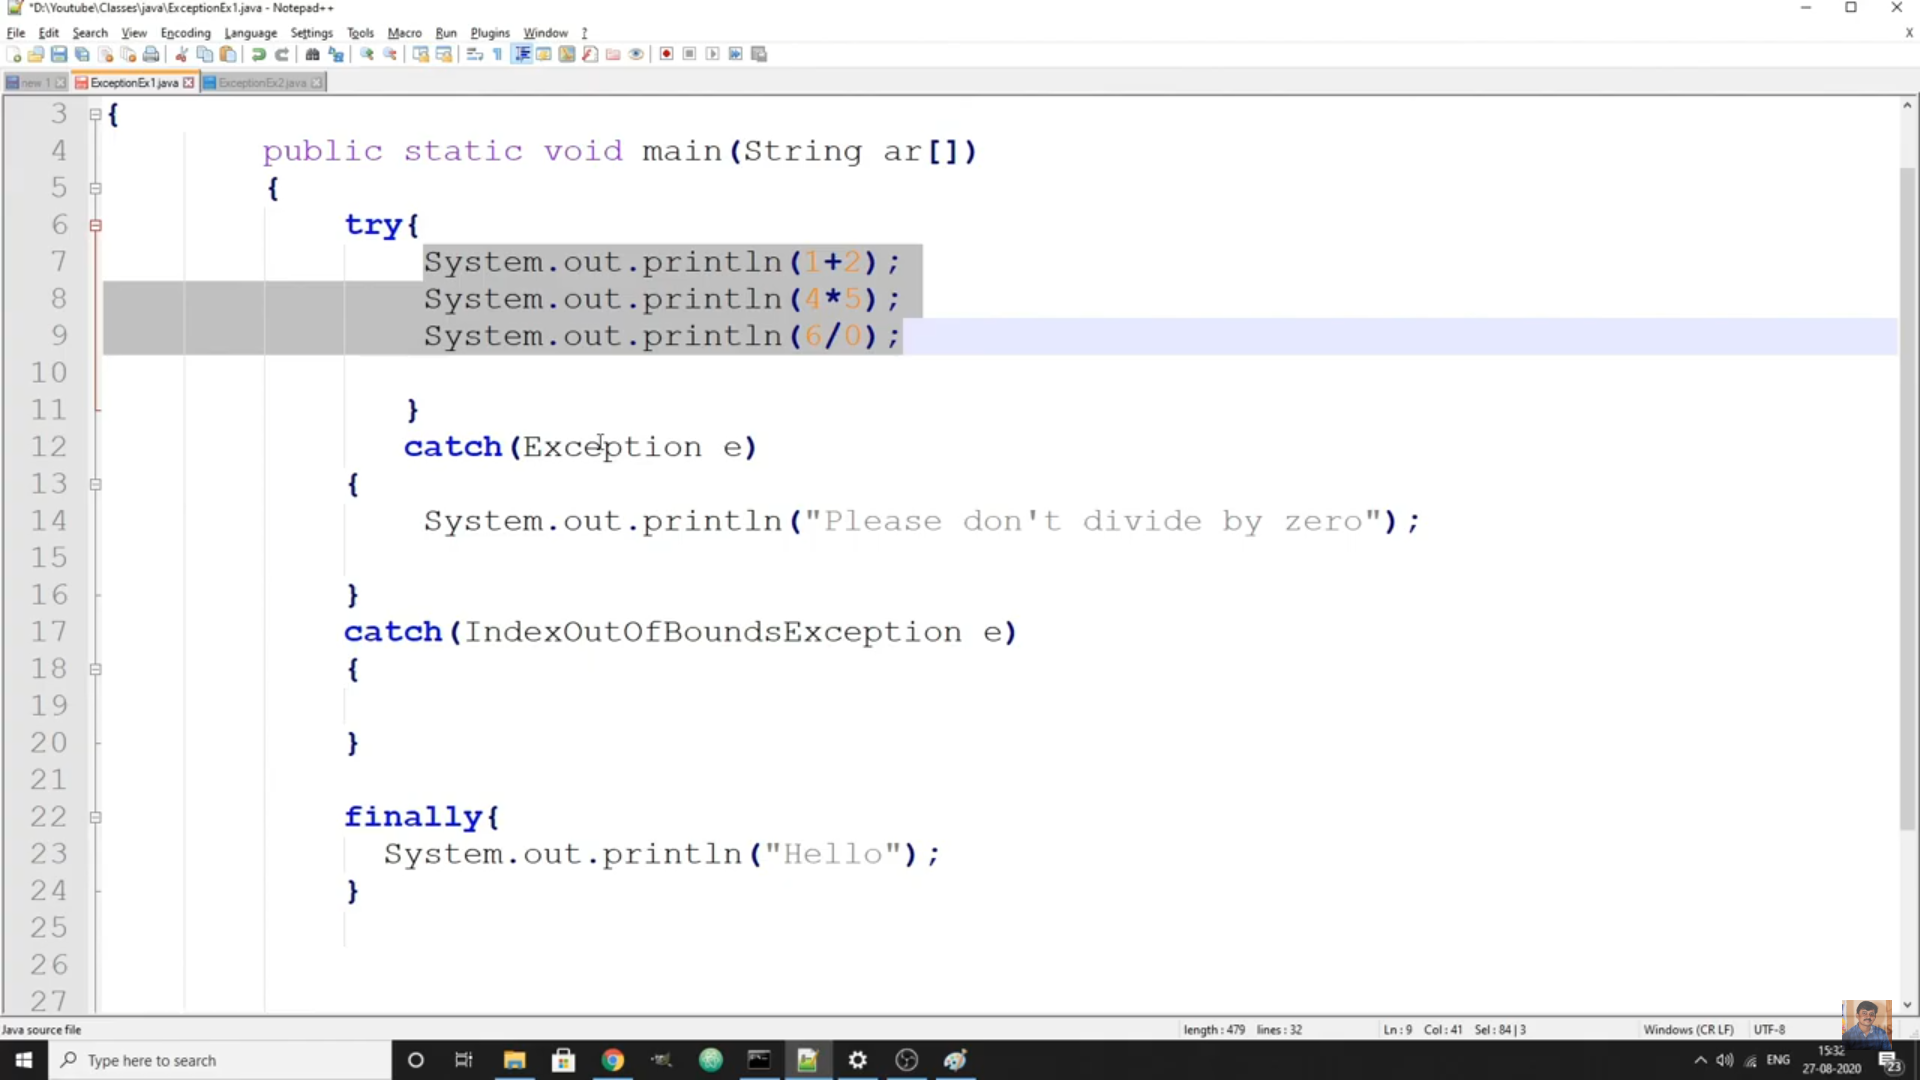 *D:\Youtube\Classes\java\ExceptionEx1.java - Notepad++
File Edit Search View Encoding Language Settings Tools Macro Run Plugins Window ? X
new 1 ExceptionEx1.java ExceptionEx2.java
3 {
4 public static void main(String ar[])
5 {
6 try{
7 System.out.println(1+2);
8 System.out.println(4*5);
9 System.out.println(6/0);
10
11 }
12 catch(Exception e)
13 {
14 System.out.println("Please don't divide by zero");
15
16 }
17 catch(IndexOutOfBoundsException e)
18 {
19
20 }
21
22 finally{
23 System.out.println("Hello");
24 }
25
26
27
Java source file length : 479 lines : 32 Ln : 9 Col : 41 Sel : 84 | 3 Windows (CR LF) UTF-8
Type here to search ENG 15:32
27-08-2020 23